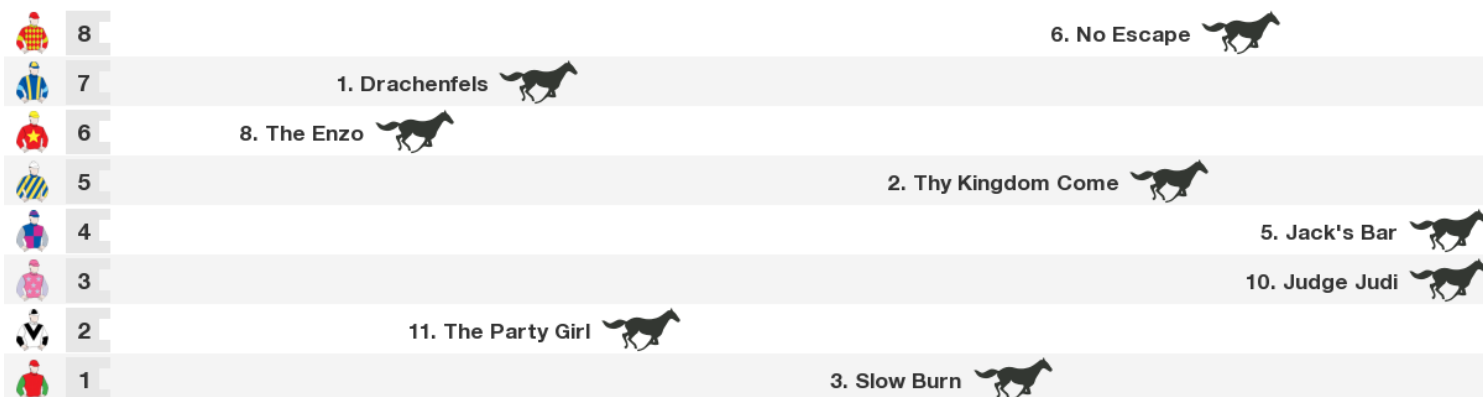 8 6. No Escape
7 1. Drachenfels
6 8. The Enzo
5 2. Thy Kingdom Come
4 5. Jack's Bar
3 10. Judge Judi
2 11. The Party Girl
1 3. Slow Burn